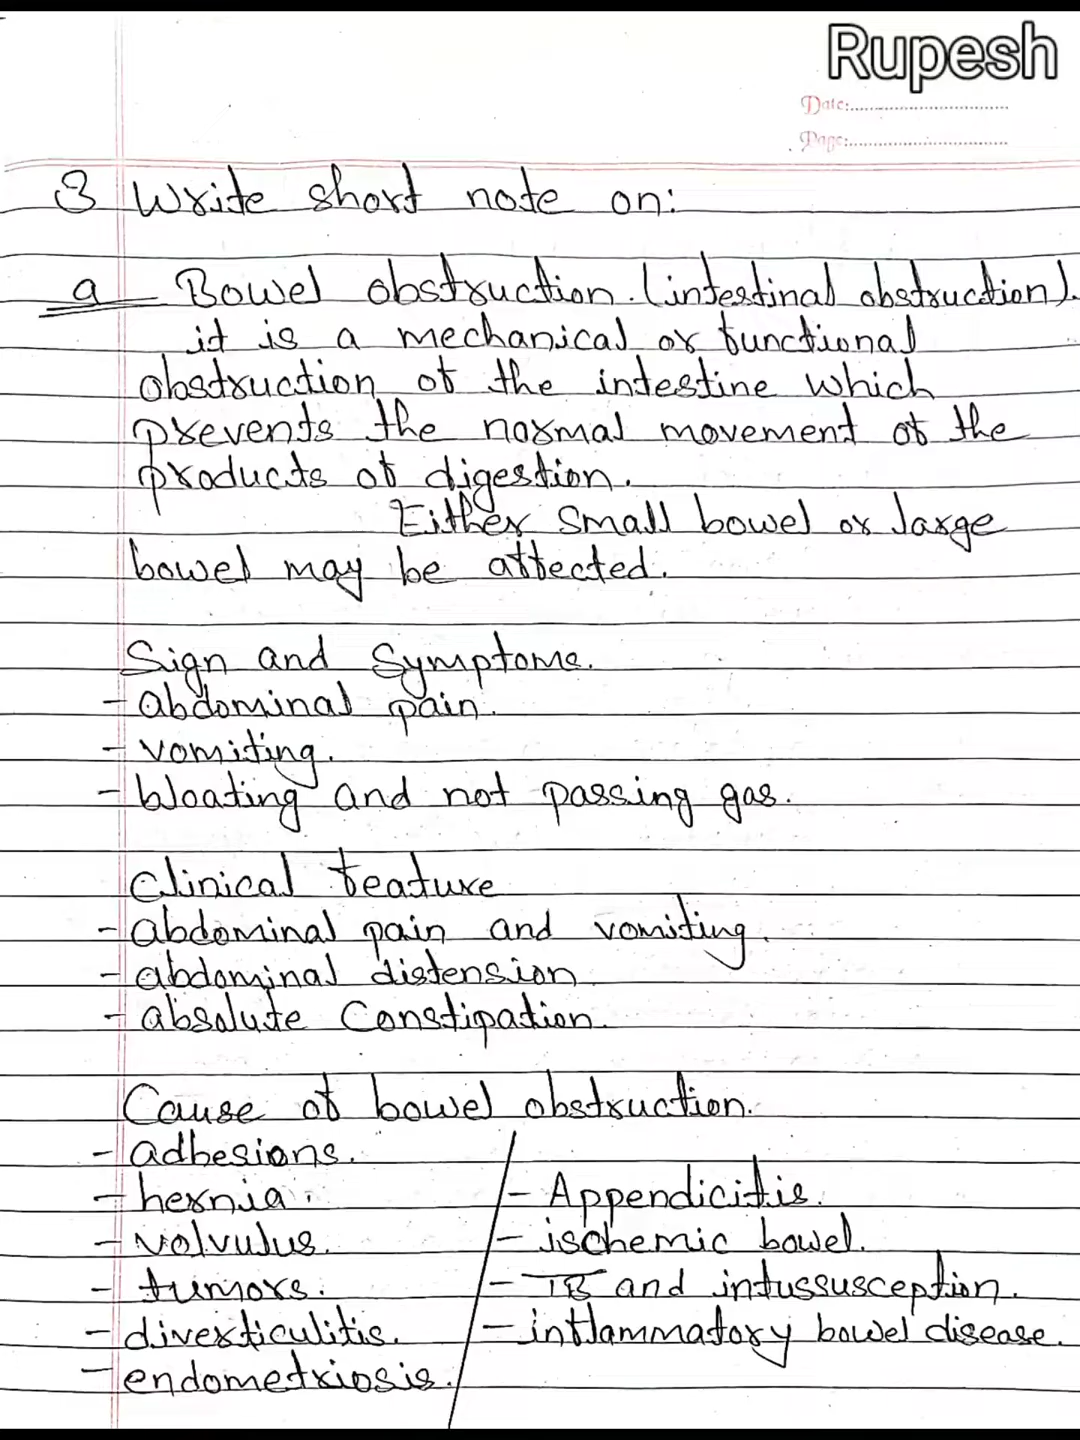 Rupesh
Date:
Page:
3 Write short note on:
a Bowel obstruction. (intestinal obstruction).
it is a mechanical or functional
obstruction of the intestine which
prevents the normal movement of the
products of digestion.
Either small bowel or large
bowel may be affected.
Sign and Symptoms.
- abdominal pain.
- vomiting.
- bloating and not passing gas.
Clinical feature
- abdominal pain and vomiting.
- abdominal distension
- absolute Constipation.
Cause of bowel obstruction.
- adhesions.
- hernia.
- volvulus.
- tumors.
- diverticulitis.
- endometriosis.
- Appendicitis.
- ischemic bowel.
- TB and intussusception.
- inflammatory bowel disease.